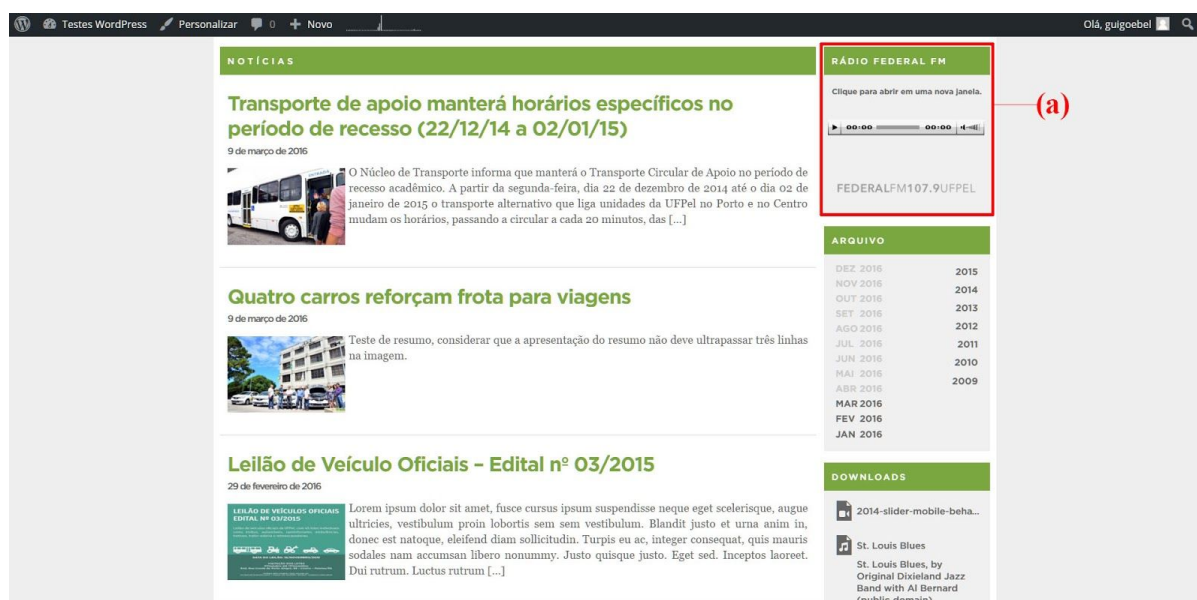 Testes WordPress Personalizar 0 Novo Olá, guigoebel
NOTÍCIAS
Transporte de apoio manterá horários específicos no
período de recesso (22/12/14 a 02/01/15)
9 de março de 2016
O Núcleo de Transporte informa que manterá o Transporte Circular de Apoio no período de
recesso acadêmico. A partir da segunda-feira, dia 22 de dezembro de 2014 até o dia 02 de
janeiro de 2015 o transporte alternativo que liga unidades da UFPel no Porto e no Centro
mudam os horários, passando a circular a cada 20 minutos, das […]
Quatro carros reforçam frota para viagens
9 de março de 2016
Teste de resumo, considerar que a apresentação do resumo não deve ultrapassar três linhas
na imagem.
Leilão de Veículo Oficiais – Edital nº 03/2015
29 de fevereiro de 2016
LEILÃO DE VEÍCULOS OFICIAIS
EDITAL Nº 03/2015
Lorem ipsum dolor sit amet, fusce cursus ipsum suspendisse neque eget scelerisque, augue
ultricies, vestibulum proin lobortis sem sem vestibulum. Blandit justo et urna anim in,
donec est natoque, eleifend diam sollicitudin. Turpis eu ac, integer consequat, quis mauris
sodales nam accumsan libero nonummy. Justo quisque justo. Eget sed. Inceptos laoreet.
Dui rutrum. Luctus rutrum […]
RÁDIO FEDERAL FM
Clique para abrir em uma nova janela.
00:00 00:00
FEDERALFM107.9UFPEL
(a)
ARQUIVO
DEZ 2016
NOV 2016
OUT 2016
SET 2016
AGO 2016
JUL 2016
JUN 2016
MAI 2016
ABR 2016
MAR 2016
FEV 2016
JAN 2016
2015
2014
2013
2012
2011
2010
2009
DOWNLOADS
2014-slider-mobile-beha...
St. Louis Blues
St. Louis Blues, by
Original Dixieland Jazz
Band with Al Bernard
(public domain)